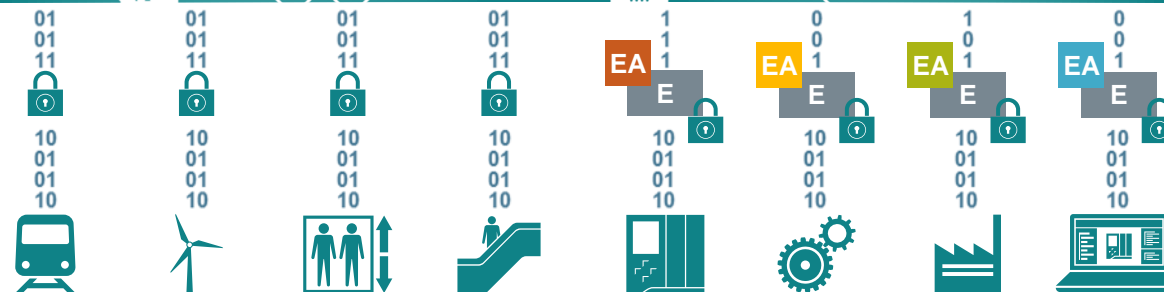 01 01 01 01 1 0 1 0
01 01 01 01 1 0 0 0
11 11 11 11 1 1 1 1
EA EA EA EA
E E E E
10 10 10 10 10 10 10 10
01 01 01 01 01 01 01 01
01 01 01 01 01 01 01 01
10 10 10 10 10 10 10 10